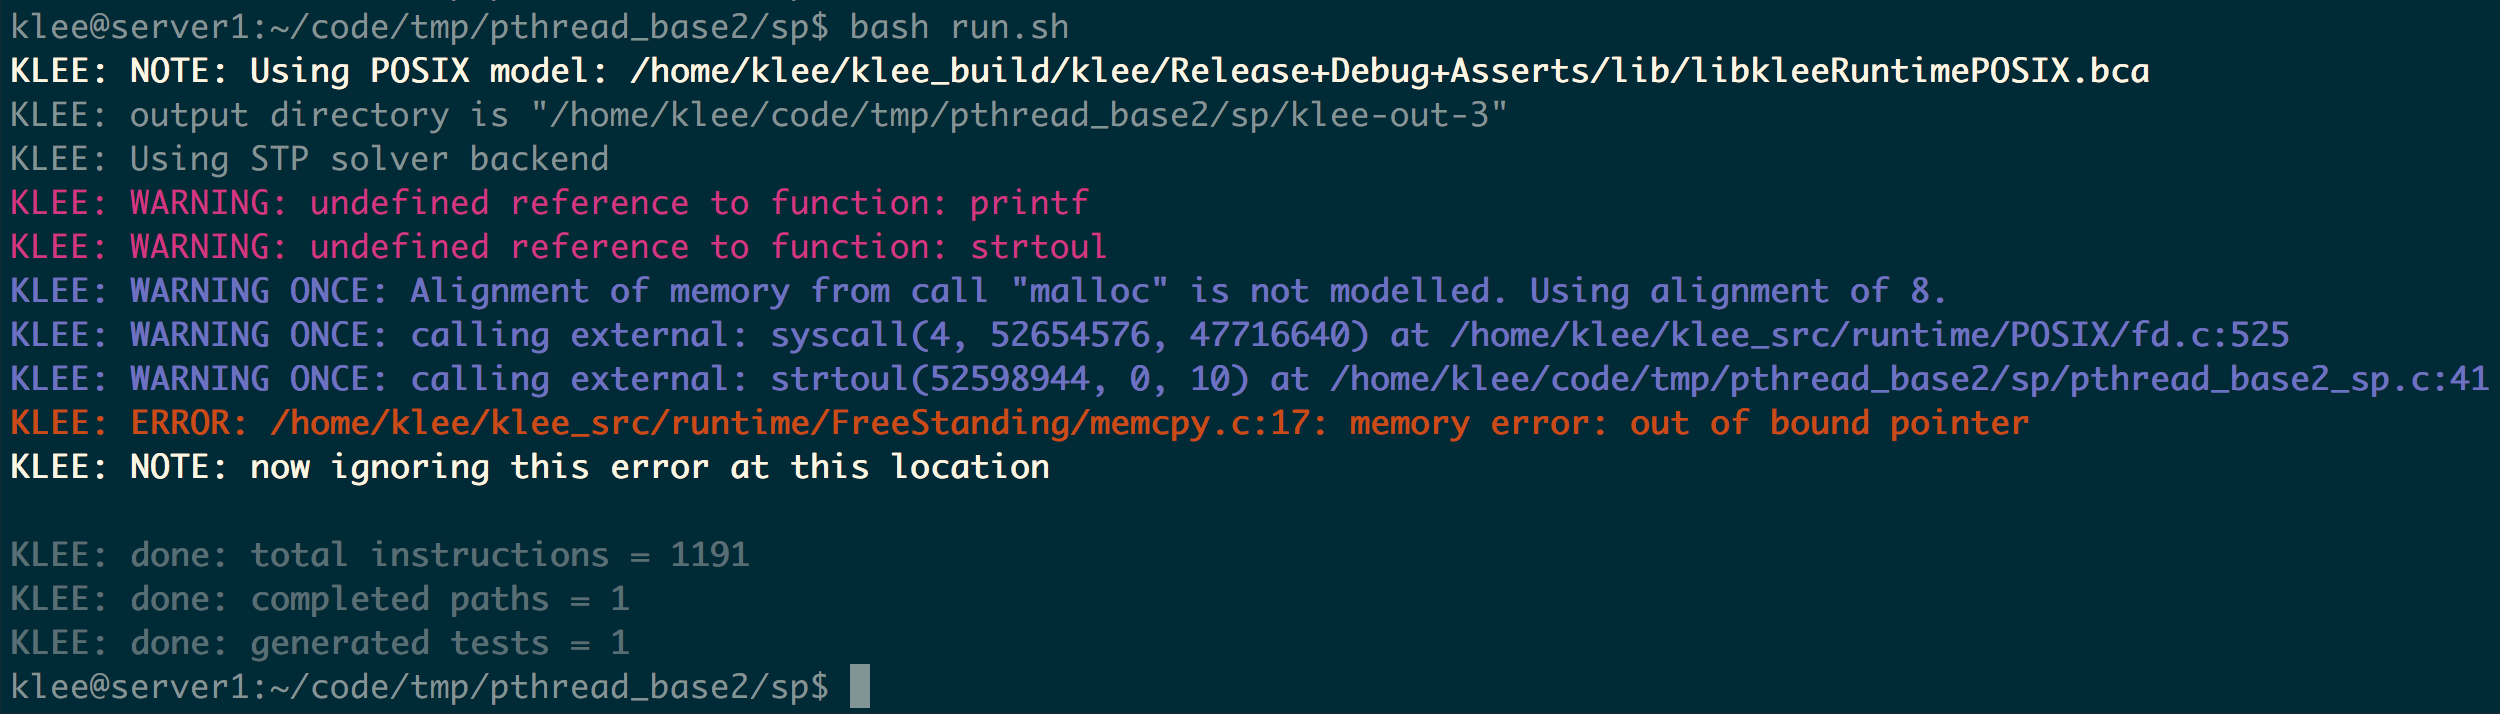 klee@server1:~/code/tmp/pthread_base2/sp$ bash run.sh
KLEE: NOTE: Using POSIX model: /home/klee/klee_build/klee/Release+Debug+Asserts/lib/libkleeRuntimePOSIX.bca
KLEE: output directory is "/home/klee/code/tmp/pthread_base2/sp/klee-out-3"
KLEE: Using STP solver backend
KLEE: WARNING: undefined reference to function: printf
KLEE: WARNING: undefined reference to function: strtoul
KLEE: WARNING ONCE: Alignment of memory from call "malloc" is not modelled. Using alignment of 8.
KLEE: WARNING ONCE: calling external: syscall(4, 52654576, 47716640) at /home/klee/klee_src/runtime/POSIX/fd.c:525
KLEE: WARNING ONCE: calling external: strtoul(52598944, 0, 10) at /home/klee/code/tmp/pthread_base2/sp/pthread_base2_sp.c:41
KLEE: ERROR: /home/klee/klee_src/runtime/FreeStanding/memcpy.c:17: memory error: out of bound pointer
KLEE: NOTE: now ignoring this error at this location
KLEE: done: total instructions = 1191
KLEE: done: completed paths = 1
KLEE: done: generated tests = 1
klee@server1:~/code/tmp/pthread_base2/sp$